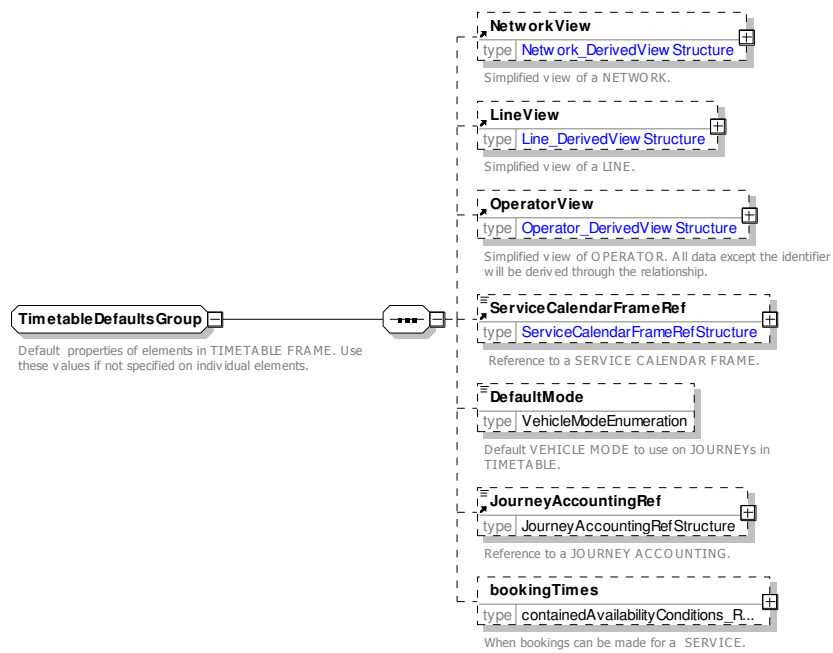 NetworkView
type Network_DerivedViewStructure
Simplified view of a NETWORK.
LineView
type Line_DerivedViewStructure
Simplified view of a LINE.
OperatorView
type Operator_DerivedViewStructure
Simplified view of OPERATOR. All data except the identifier
will be derived through the relationship.
TimetableDefaultsGroup
Default properties of elements in TIMETABLE FRAME. Use
these values if not specified on individual elements.
ServiceCalendarFrameRef
type ServiceCalendarFrameRefStructure
Reference to a SERVICE CALENDAR FRAME.
DefaultMode
type VehicleModeEnumeration
Default VEHICLE MODE to use on JOURNEYs in
TIMETABLE.
JourneyAccountingRef
type JourneyAccountingRefStructure
Reference to a JOURNEY ACCOUNTING.
bookingTimes
type containedAvailabilityConditions_R...
When bookings can be made for a SERVICE.